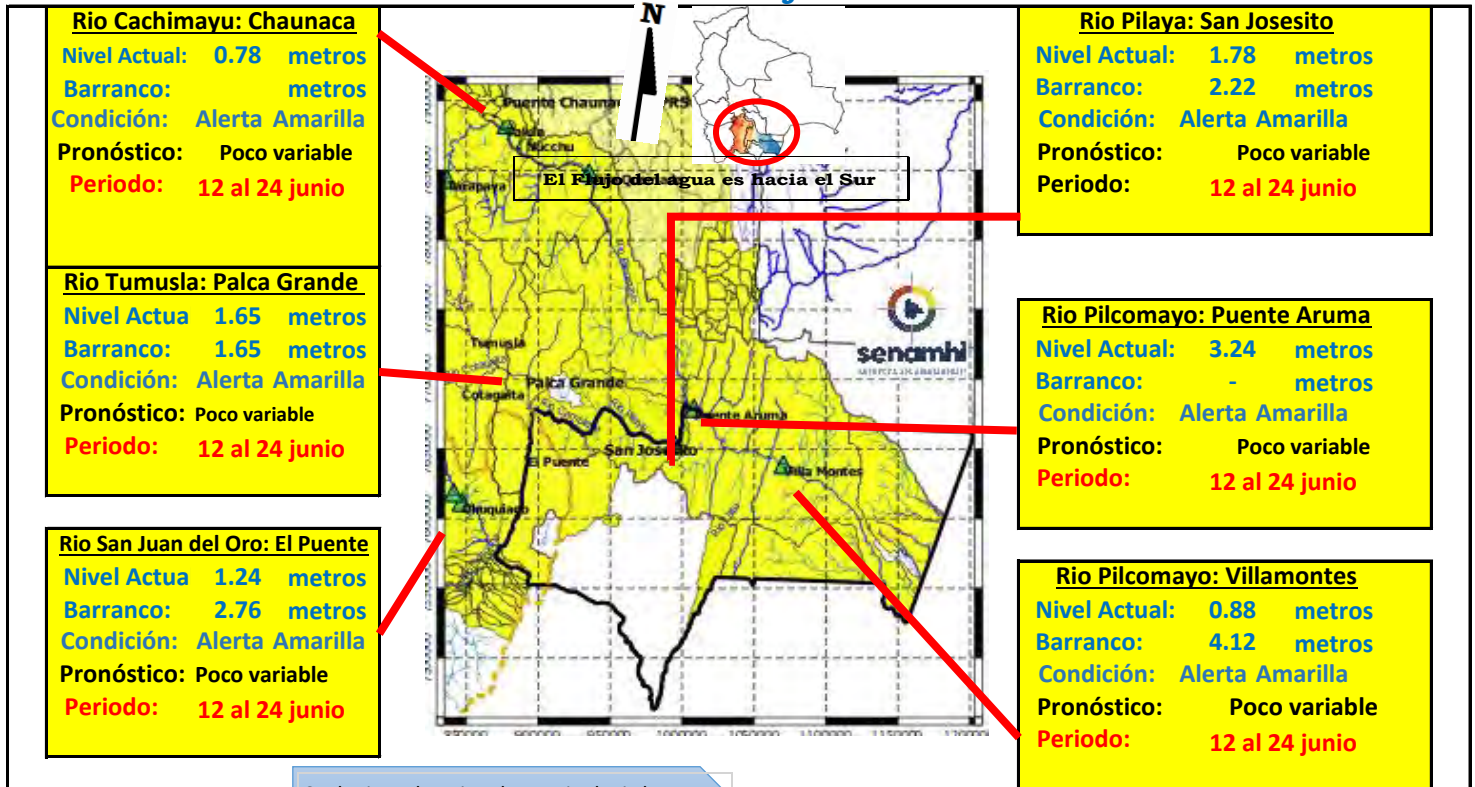 Rio Cachimayu: Chaunaca
Nivel Actual: 0.78 metros
Barranco: metros
Condición: Alerta Amarilla
Pronóstico: Poco variable
Periodo: 12 al 24 junio
Rio Tumusla: Palca Grande
Nivel Actua 1.65 metros
Barranco: 1.65 metros
Condición: Alerta Amarilla
Pronóstico: Poco variable
Periodo: 12 al 24 junio
Rio San Juan del Oro: El Puente
Nivel Actua 1.24 metros
Barranco: 2.76 metros
Condición: Alerta Amarilla
Pronóstico: Poco variable
Periodo: 12 al 24 junio
N
Puente Chaunaca
Nucchu
Tarapaya
El Flujo del agua es hacia el Sur
senamhi
Tumusla
Palca Grande
Cotagaita
Puente Aruma
San Josesito
El Puente
Villa Montes
Chuquiago
900000
950000
1000000
1050000
1100000
1150000
Rio Pilaya: San Josesito
Nivel Actual: 1.78 metros
Barranco: 2.22 metros
Condición: Alerta Amarilla
Pronóstico: Poco variable
Periodo: 12 al 24 junio
Rio Pilcomayo: Puente Aruma
Nivel Actual: 3.24 metros
Barranco: - metros
Condición: Alerta Amarilla
Pronóstico: Poco variable
Periodo: 12 al 24 junio
Rio Pilcomayo: Villamontes
Nivel Actual: 0.88 metros
Barranco: 4.12 metros
Condición: Alerta Amarilla
Pronóstico: Poco variable
Periodo: 12 al 24 junio